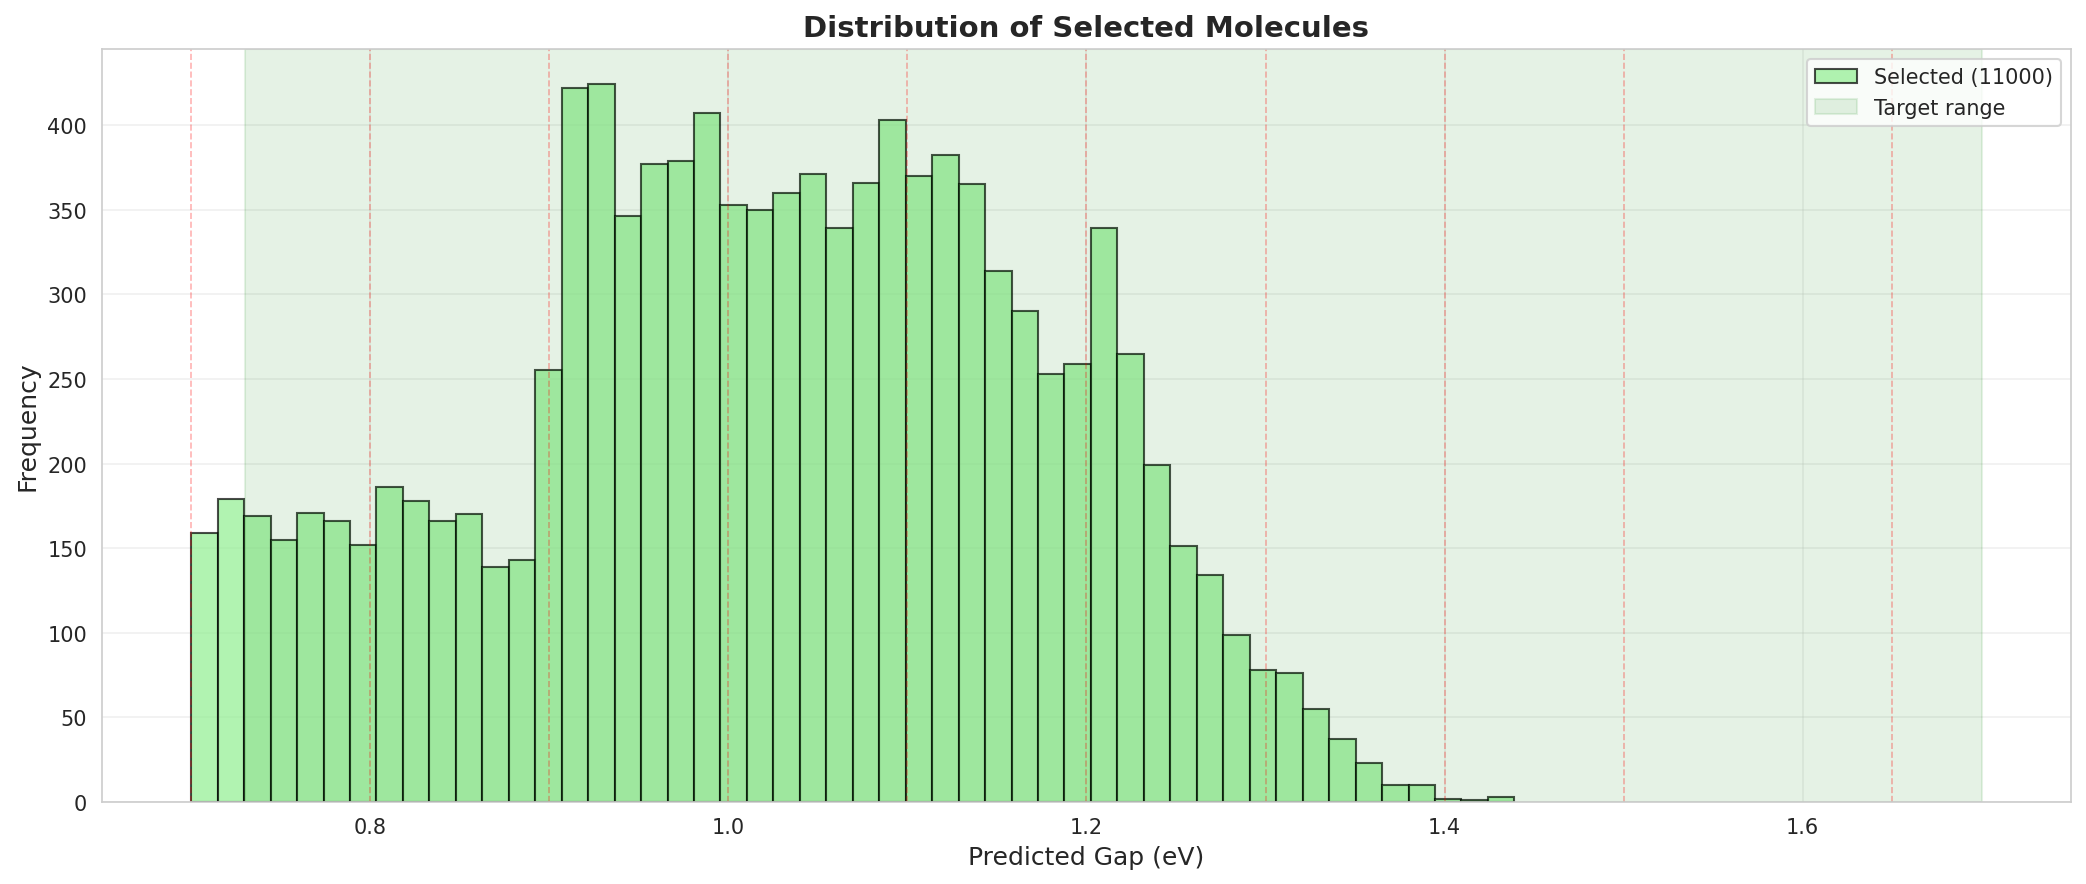 Distribution of Selected Molecules
Selected (11000)
Target range
Frequency
400
350
300
250
200
150
100
50
0
0.8 1.0 1.2 1.4 1.6
Predicted Gap (eV)